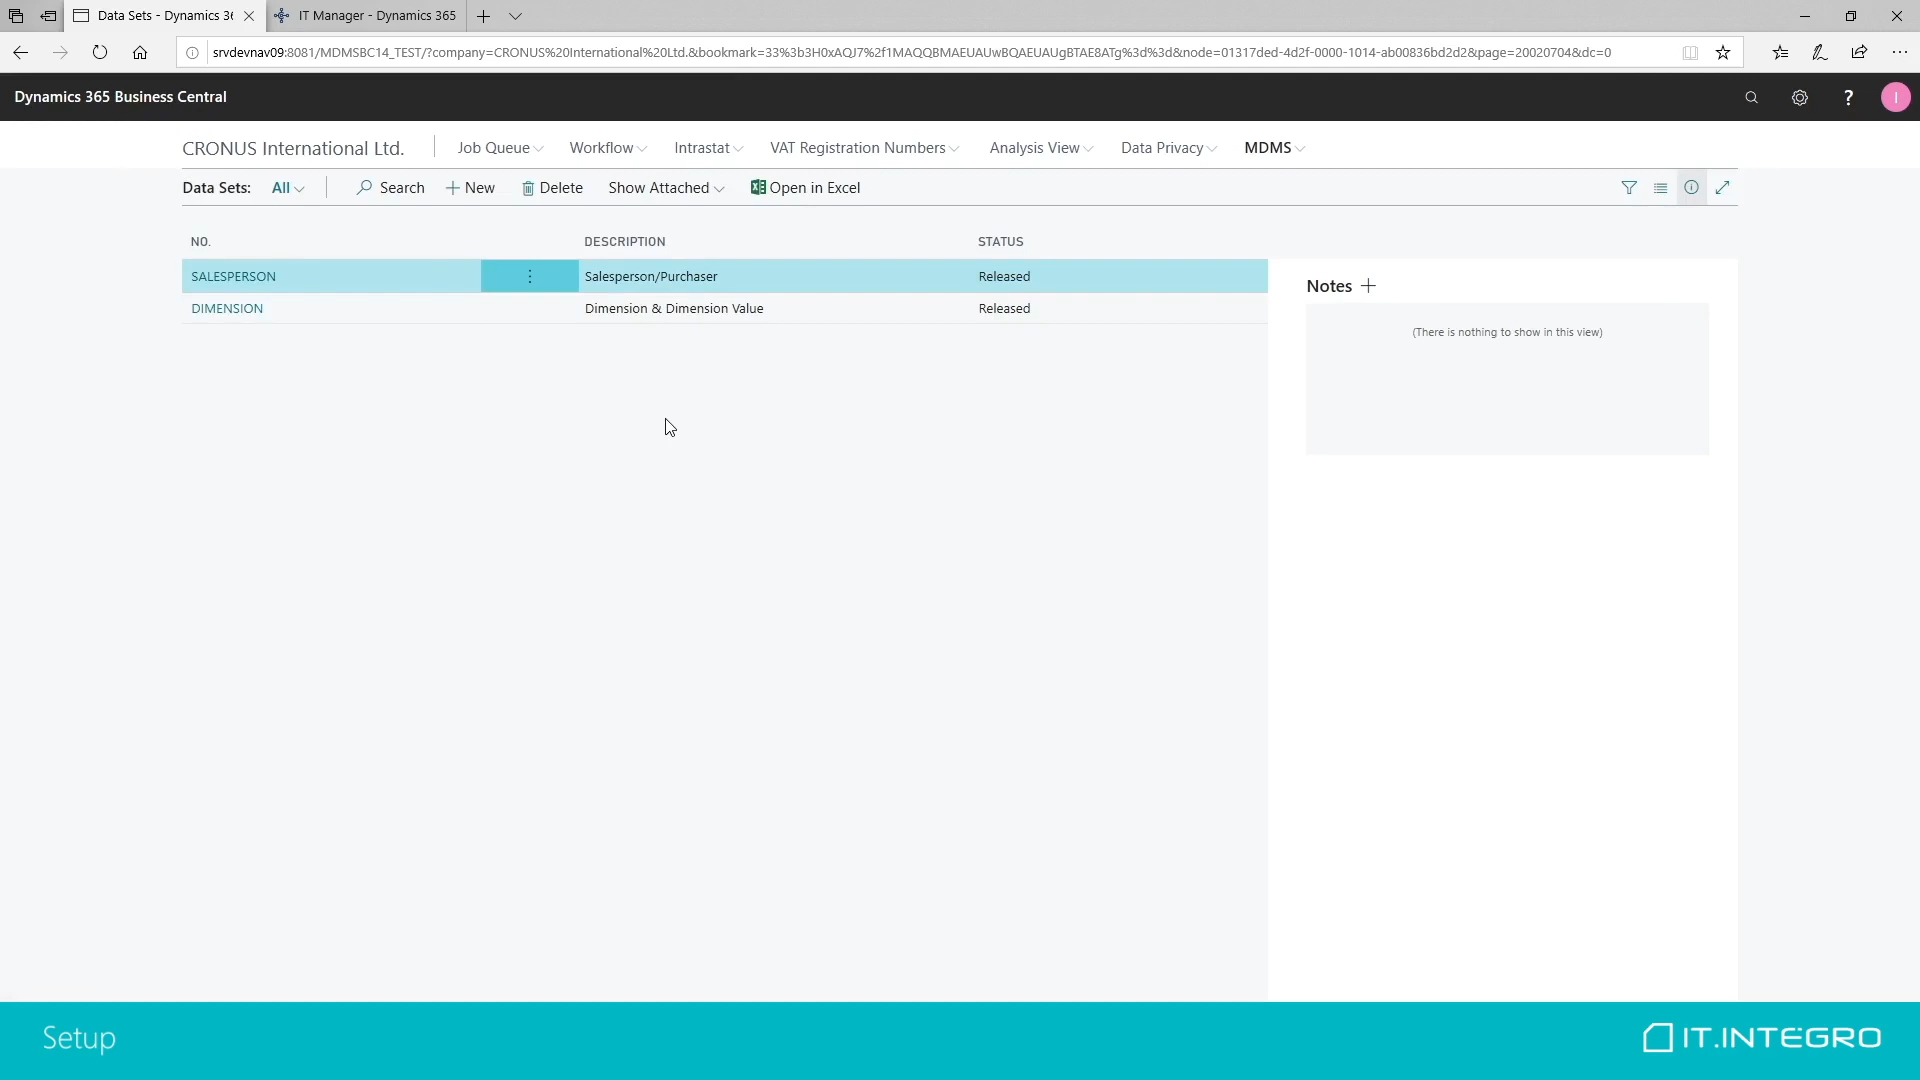 Data Sets - Dynamics 36
IT Manager - Dynamics 365
srvdevnav09:8081/MDMSBC14_TEST/?company=CRONUS%20International%20Ltd.&bookmark=33%3b3H0xAQJ7%2f1MAQQBMAEUAUwBQAEUAUgBTAE8ATg%3d%3d&node=01317ded-4d2f-0000-1014-ab00836bd2d2&page=20020704&dc=0
Dynamics 365 Business Central
?
I
CRONUS International Ltd.
Job Queue
Workflow
Intrastat
VAT Registration Numbers
Analysis View
Data Privacy
MDMS
Data Sets:
All
Search
New
Delete
Show Attached
Open in Excel
NO.
DESCRIPTION
STATUS
SALESPERSON
Salesperson/Purchaser
Released
DIMENSION
Dimension & Dimension Value
Released
Notes
(There is nothing to show in this view)
Setup
IT.INTEGRO